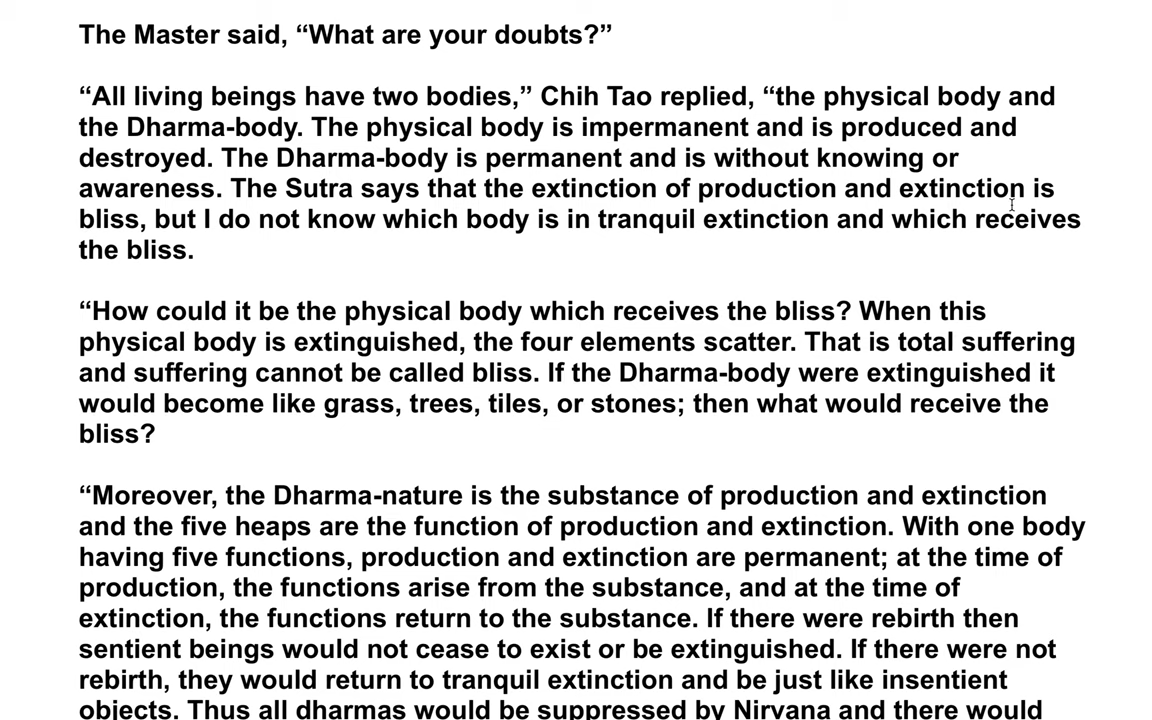 The Master said, “What are your doubts?”
“All living beings have two bodies,” Chih Tao replied, “the physical body and
the Dharma-body. The physical body is impermanent and is produced and
destroyed. The Dharma-body is permanent and is without knowing or
awareness. The Sutra says that the extinction of production and extinction is
bliss, but I do not know which body is in tranquil extinction and which receives
the bliss.
“How could it be the physical body which receives the bliss? When this
physical body is extinguished, the four elements scatter. That is total suffering
and suffering cannot be called bliss. If the Dharma-body were extinguished it
would become like grass, trees, tiles, or stones; then what would receive the
bliss?
“Moreover, the Dharma-nature is the substance of production and extinction
and the five heaps are the function of production and extinction. With one body
having five functions, production and extinction are permanent; at the time of
production, the functions arise from the substance, and at the time of
extinction, the functions return to the substance. If there were rebirth then
sentient beings would not cease to exist or be extinguished. If there were not
rebirth, they would return to tranquil extinction and be just like insentient
objects. Thus all dharmas would be suppressed by Nirvana and there would